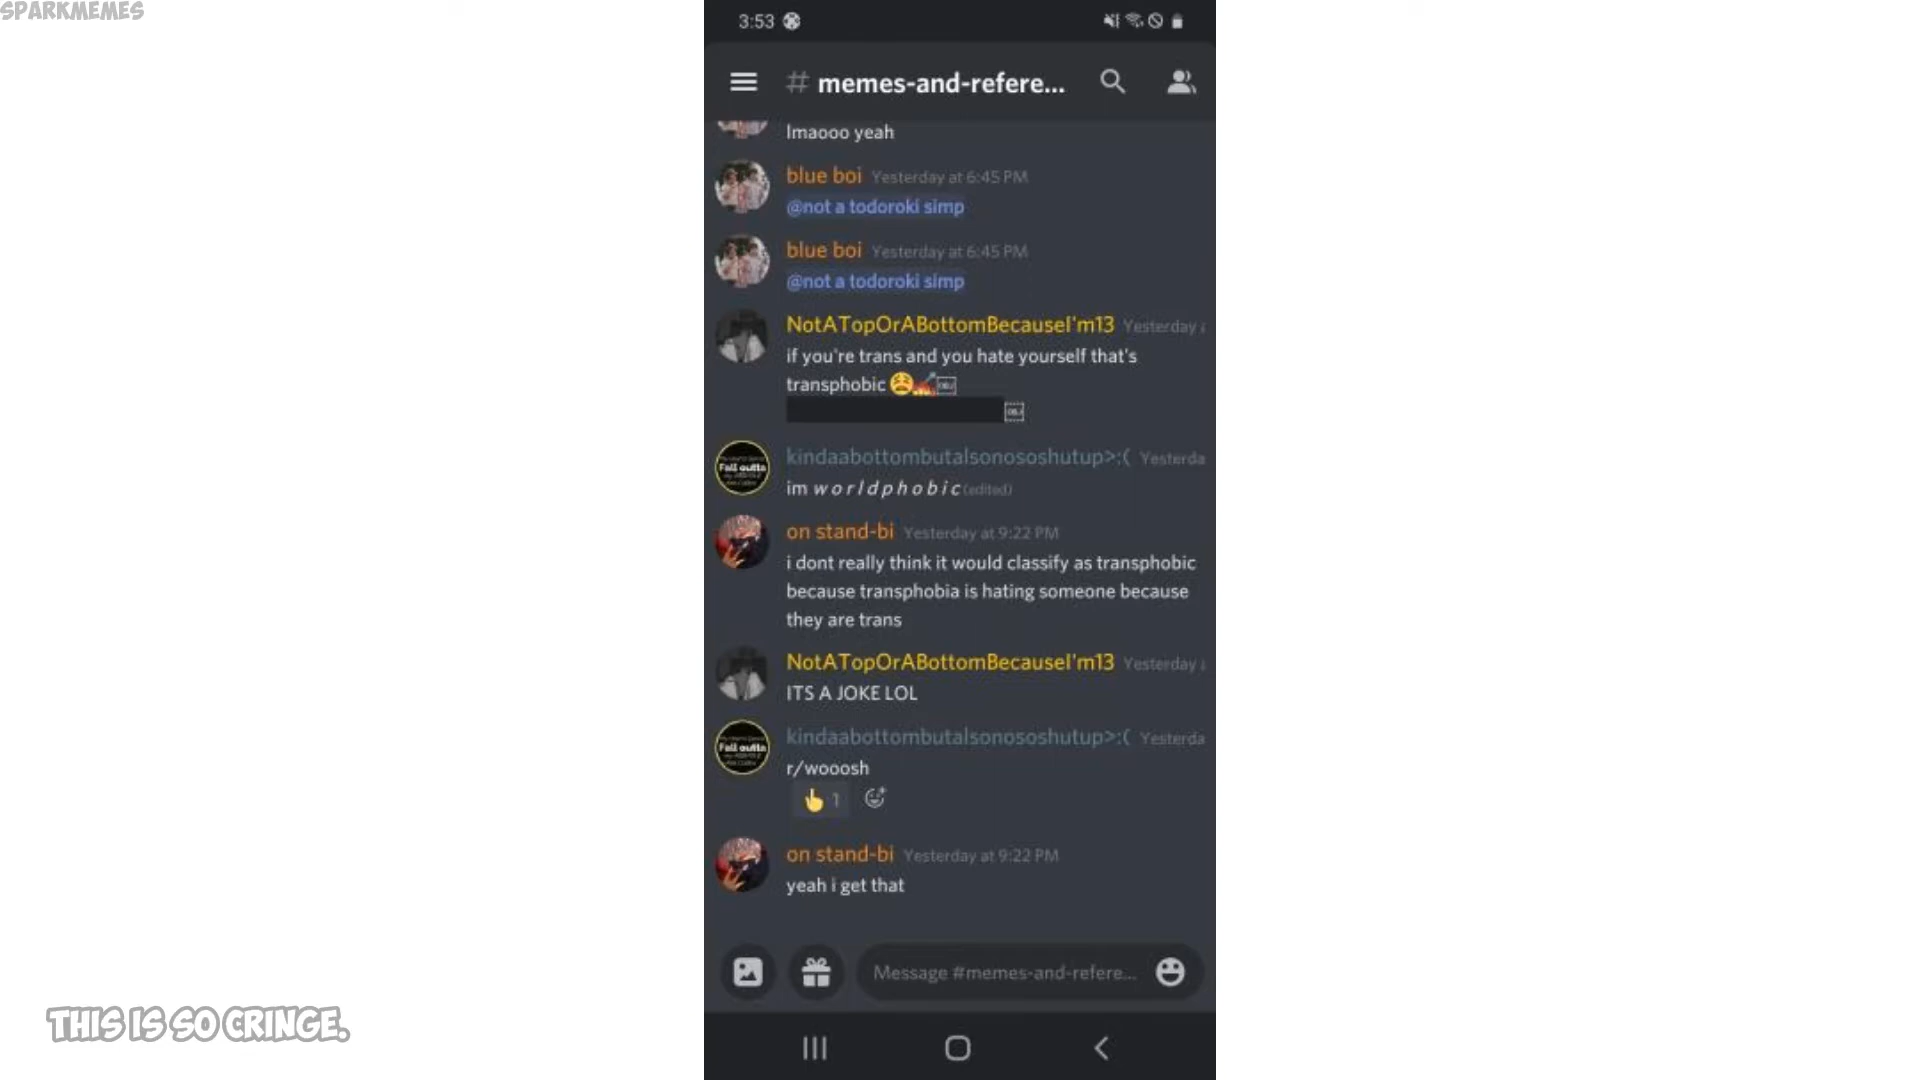 SPARKMEMES
3:53
# memes-and-refere...
lmaooo yeah
blue boi Yesterday at 6:45 PM
@not a todoroki simp
blue boi Yesterday at 6:45 PM
@not a todoroki simp
NotATopOrABottomBecauseI'm13 Yesterday
if you're trans and you hate yourself that's
transphobic 😩
kindaabottombutalsonososhutup>:( Yesterda
im w o r l d p h o b i c (edited)
on stand-bi Yesterday at 9:22 PM
i dont really think it would classify as transphobic
because transphobia is hating someone because
they are trans
NotATopOrABottomBecauseI'm13 Yesterday
ITS A JOKE LOL
kindaabottombutalsonososhutup>:( Yesterda
r/wooosh
👆 1
on stand-bi Yesterday at 9:22 PM
yeah i get that
Message #memes-and-refere...
THIS IS SO CRINGE.